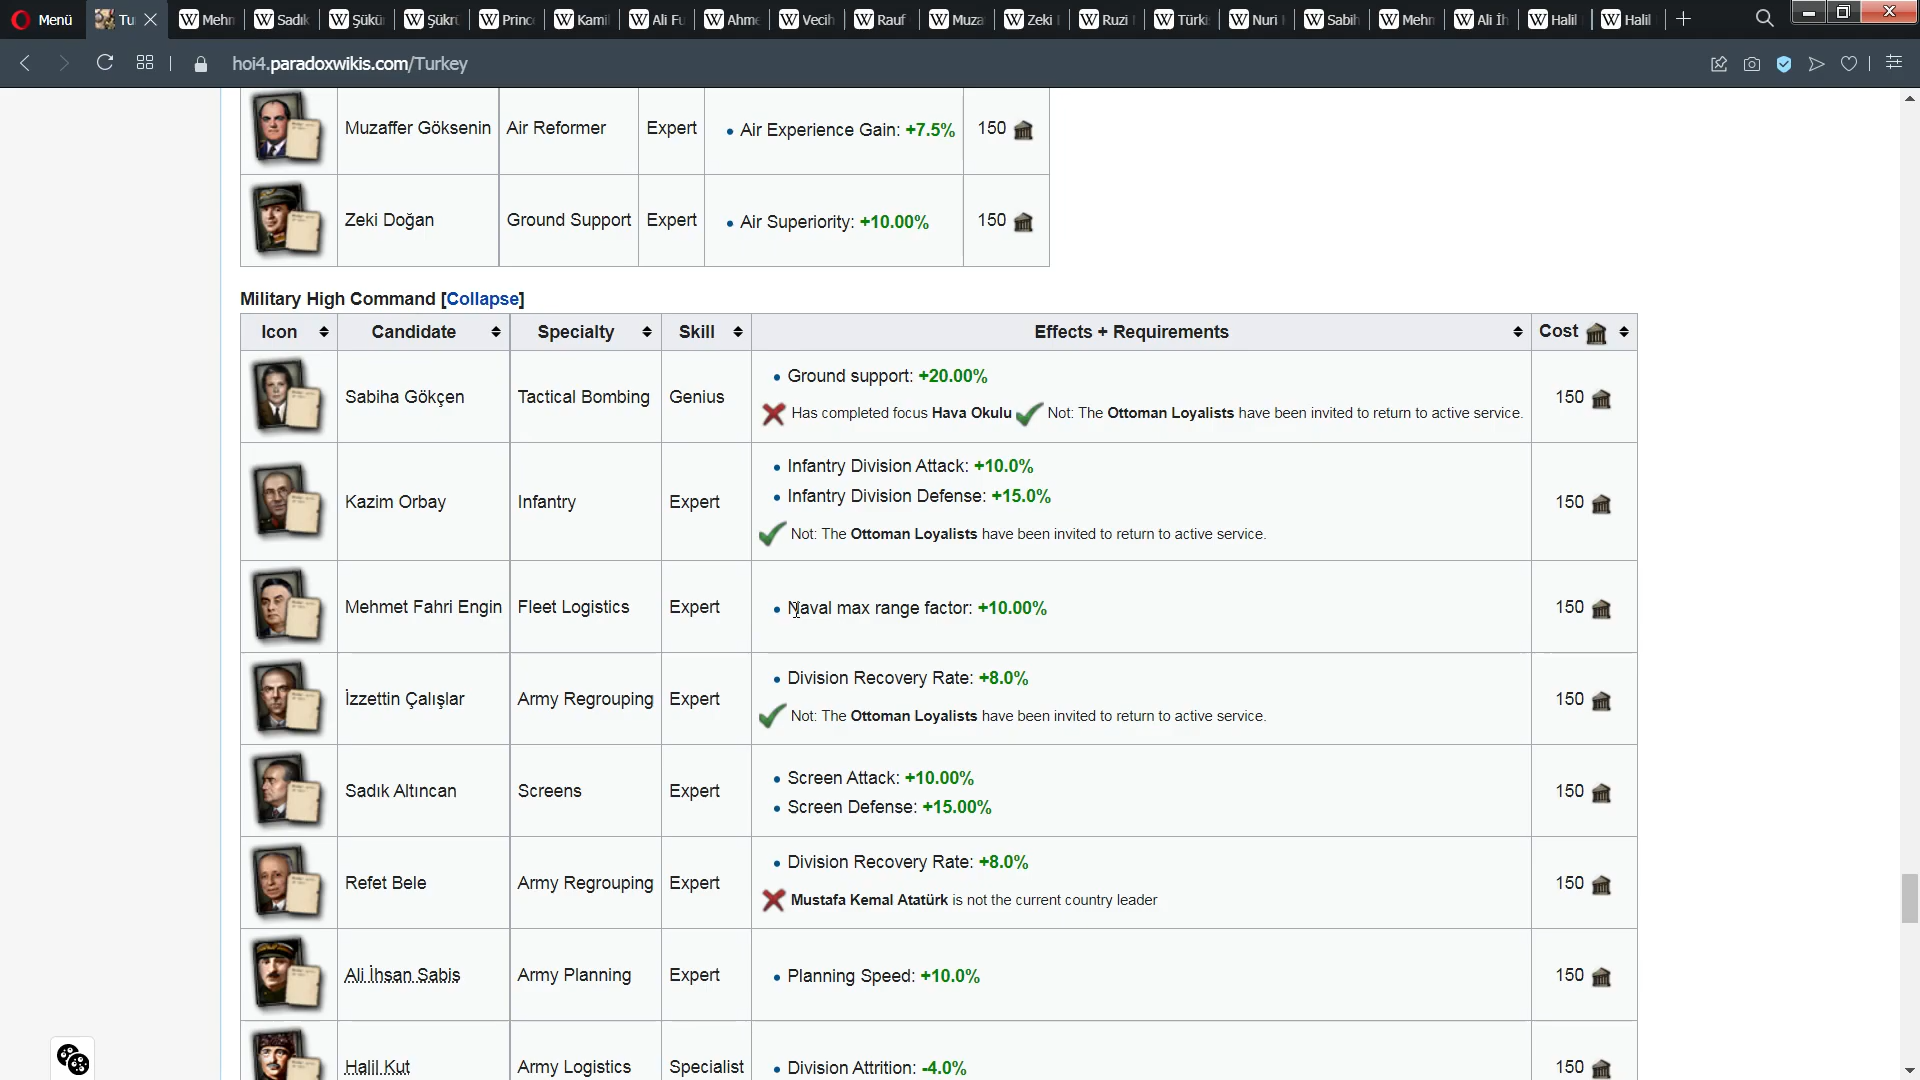 Menü
Tu
Mehn
Sadık
Şükü
Şükrü
Princ
Kami
Ali Fu
Ahme
Vecih
Rauf
Muza
Zeki
Ruzi
Türki
Nuri
Sabih
Mehn
Ali İh
Halil
Halil
hoi4.paradoxwikis.com/Turkey
Muzaffer Göksenin Air Reformer Expert • Air Experience Gain: +7.5% 150
Zeki Doğan Ground Support Expert • Air Superiority: +10.00% 150
Military High Command [Collapse]
Icon Candidate Specialty Skill Effects + Requirements Cost
Sabiha Gökçen Tactical Bombing Genius • Ground support: +20.00% 150
Has completed focus Hava Okulu Not: The Ottoman Loyalists have been invited to return to active service.
Kazim Orbay Infantry Expert • Infantry Division Attack: +10.0% 150
• Infantry Division Defense: +15.0%
Not: The Ottoman Loyalists have been invited to return to active service.
Mehmet Fahri Engin Fleet Logistics Expert • Naval max range factor: +10.00% 150
İzzettin Çalışlar Army Regrouping Expert • Division Recovery Rate: +8.0% 150
Not: The Ottoman Loyalists have been invited to return to active service.
Sadık Altıncan Screens Expert • Screen Attack: +10.00% 150
• Screen Defense: +15.00%
Refet Bele Army Regrouping Expert • Division Recovery Rate: +8.0% 150
Mustafa Kemal Atatürk is not the current country leader
Ali İhsan Sabis Army Planning Expert • Planning Speed: +10.0% 150
Halil Kut Army Logistics Specialist • Division Attrition: -4.0% 150